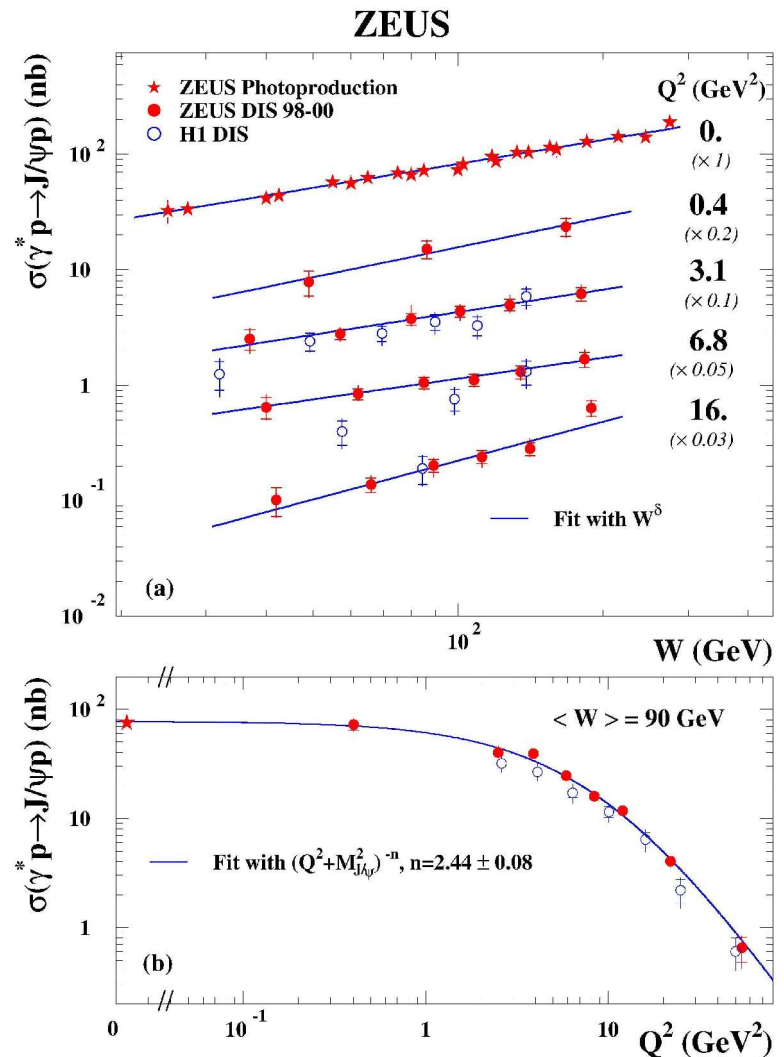 ZEUS
σ(γ* p→J/ψp) (nb)
ZEUS Photoproduction
ZEUS DIS 98-00
H1 DIS
Q² (GeV²)
0.
(× 1)
0.4
(× 0.2)
3.1
(× 0.1)
6.8
(× 0.05)
16.
(× 0.03)
10²
10
1
10⁻¹
10⁻²
Fit with W^δ
(a)
10²
W (GeV)
σ(γ* p→J/ψp) (nb)
10²
10
1
< W > = 90 GeV
Fit with (Q²+M²_J/ψ)⁻ⁿ, n=2.44 ± 0.08
(b)
0
10⁻¹
1
10
Q² (GeV²)